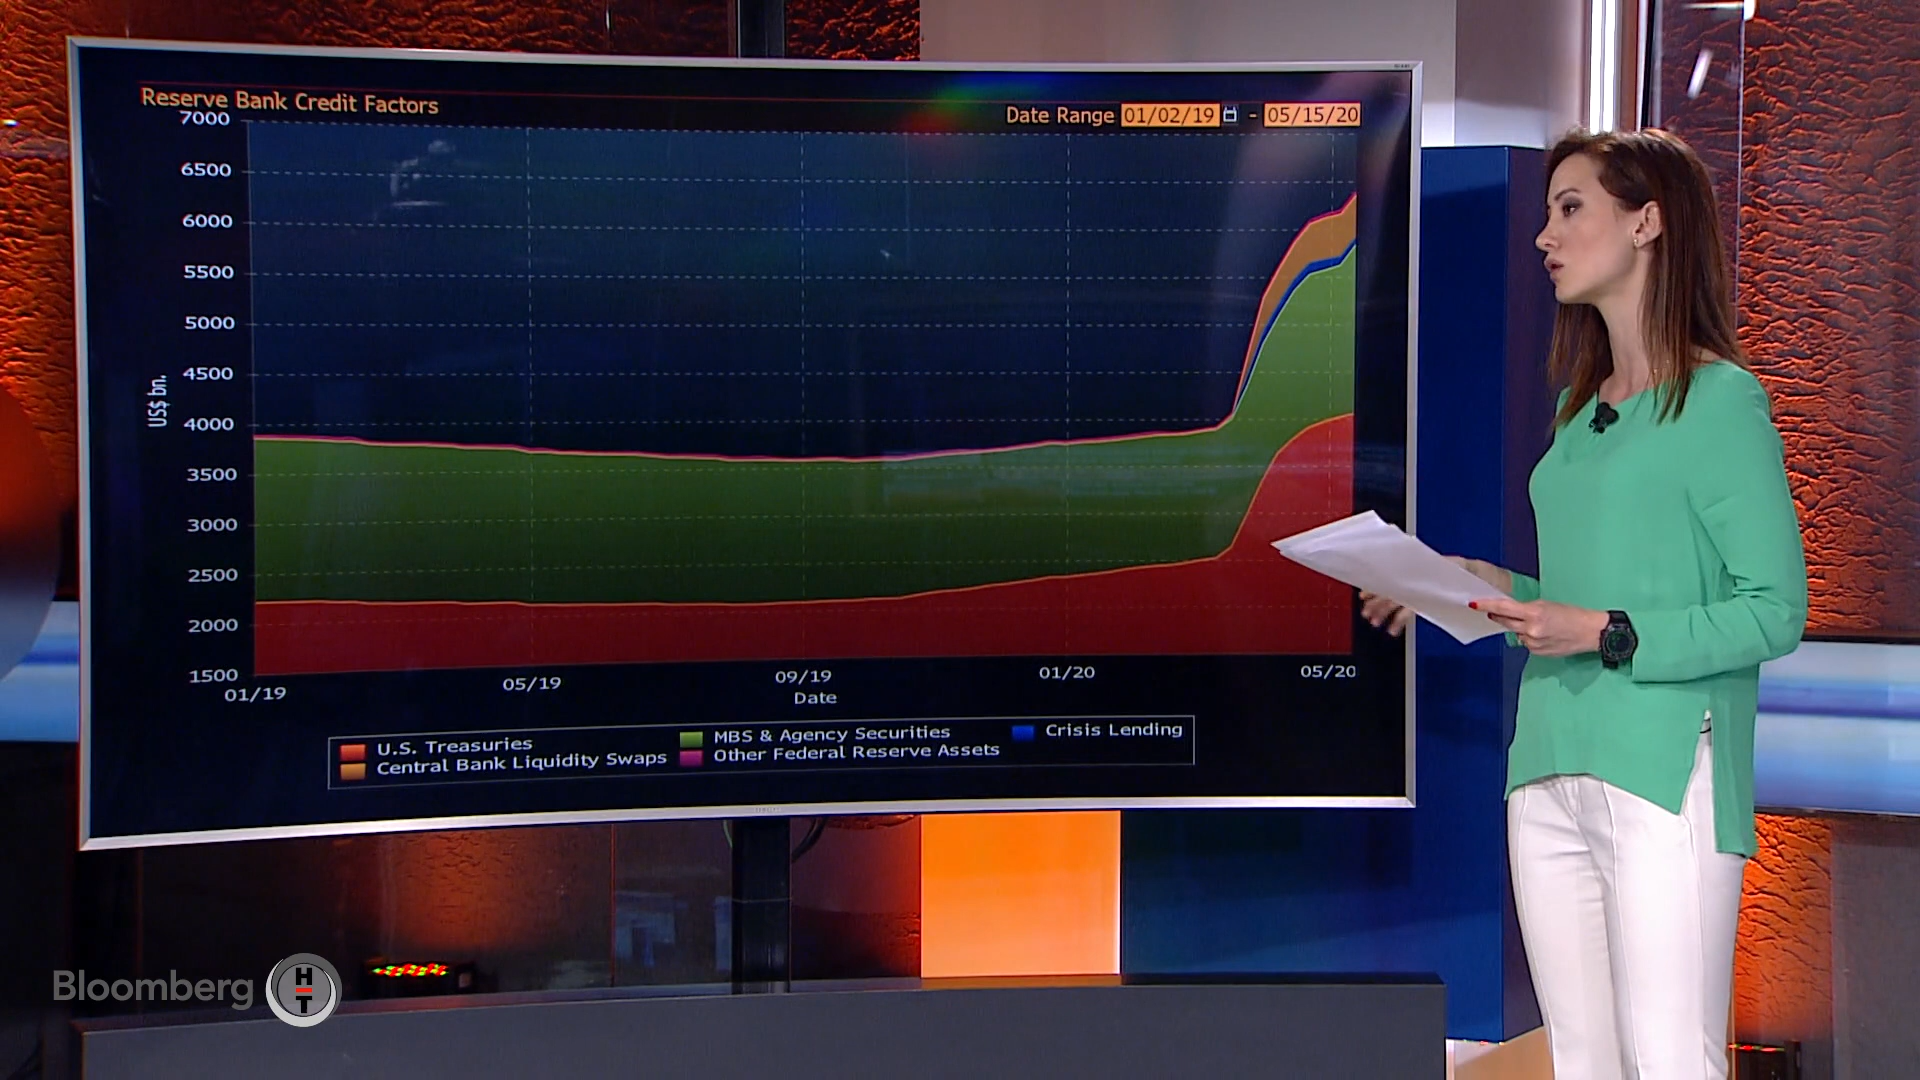 Reserve Bank Credit Factors
Date Range 01/02/19 - 05/15/20
7000
6500
6000
5500
5000
4500
4000
3500
3000
2500
2000
1500
US$ bn.
01/19 05/19 09/19 01/20 05/20
Date
U.S. Treasuries MBS & Agency Securities Crisis Lending
Central Bank Liquidity Swaps Other Federal Reserve Assets
Bloomberg HT